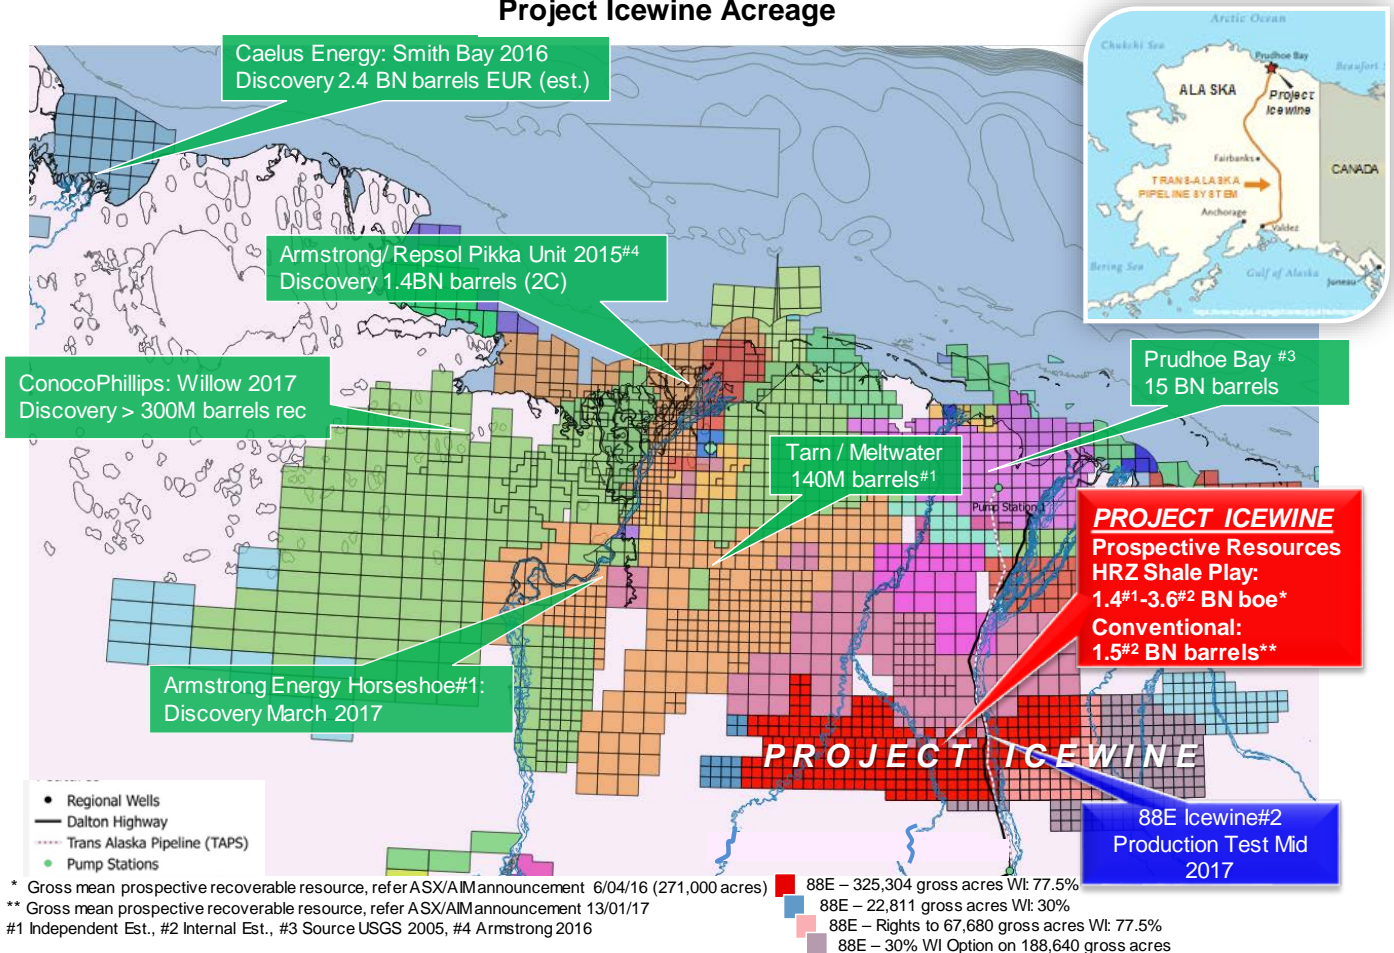 Project Icewine Acreage
Caelus Energy: Smith Bay 2016
Discovery 2.4 BN barrels EUR (est.)
Arctic Ocean
Chukchi Sea
Prudhoe Bay
Beaufort
ALASKA
Project
Icewine
Fairbanks
CANADA
TRANS-ALASKA
PIPELINE SYSTEM
Anchorage
Valdez
Bering Sea
Gulf of Alaska
Juneau
Armstrong/ Repsol Pikka Unit 2015#4
Discovery 1.4BN barrels (2C)
ConocoPhillips: Willow 2017
Discovery > 300M barrels rec
Prudhoe Bay #3
15 BN barrels
Tarn / Meltwater
140M barrels#1
Pump Station 1
PROJECT ICEWINE
Prospective Resources
HRZ Shale Play:
1.4#1-3.6#2 BN boe*
Conventional:
1.5#2 BN barrels**
Armstrong Energy Horseshoe#1:
Discovery March 2017
PROJECT ICEWINE
88E Icewine#2
Production Test Mid
2017
Features
Regional Wells
Dalton Highway
Trans Alaska Pipeline (TAPS)
Pump Stations
* Gross mean prospective recoverable resource, refer ASX/AIM announcement 6/04/16 (271,000 acres)
** Gross mean prospective recoverable resource, refer ASX/AIM announcement 13/01/17
#1 Independent Est., #2 Internal Est., #3 Source USGS 2005, #4 Armstrong 2016
88E – 325,304 gross acres WI: 77.5%
88E – 22,811 gross acres WI: 30%
88E – Rights to 67,680 gross acres WI: 77.5%
88E – 30% WI Option on 188,640 gross acres